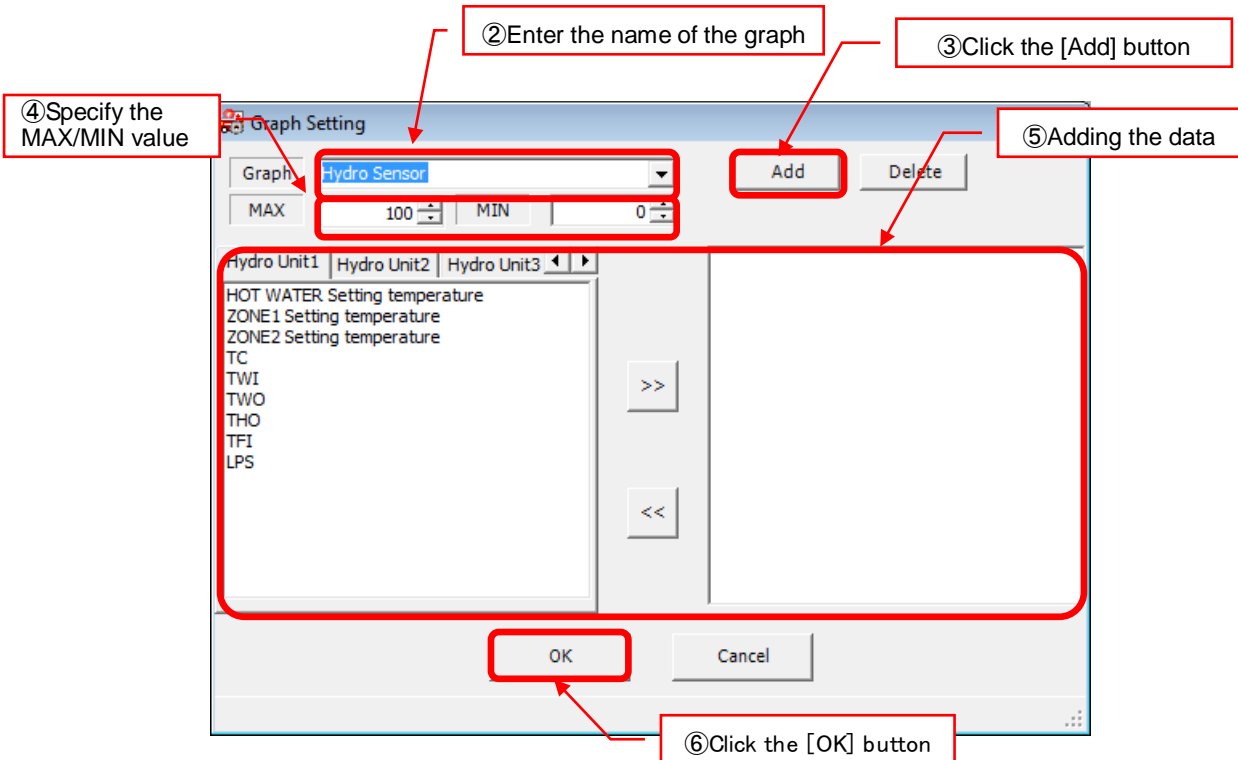 ②Enter the name of the graph
③Click the [Add] button
④Specify the
MAX/MIN value
Graph Setting
⑤Adding the data
Graph
Hydro Sensor
Add
Delete
MAX
100
MIN
0
Hydro Unit1
Hydro Unit2
Hydro Unit3
HOT WATER Setting temperature
ZONE1 Setting temperature
ZONE2 Setting temperature
TC
TWI
TWO
THO
TFI
LPS
>>
<<
OK
Cancel
⑥Click the [OK] button